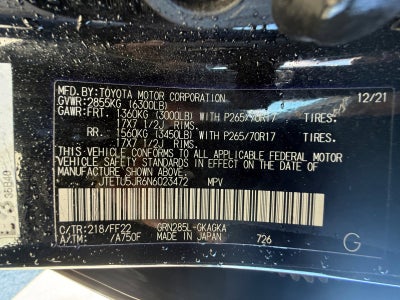 MFD.BY:TOYOTA MOTOR CORPORATION 12/21
GVWR:2855KG (6300LB)
GAWR:FRT. 1360KG (3000LB) WITH P265/70R17 TIRES.
17X7 1/2J RIMS.
RR. 1560KG (3450LB) WITH P265/70R17 TIRES.
17X7 1/2J RIMS.
THIS VEHICLE CONFORMS TO ALL APPLICABLE FEDERAL MOTOR
VEHICLE SAFETY STANDARDS IN EFFECT ON THE DATE OF
MANUFACTURE SHOWN ABOVE.
JTETU5JR6N6023472 MPV
C/TR:218/FF22 GRN285L-GKAGKA
A/TM: /A750F MADE IN JAPAN 726 G